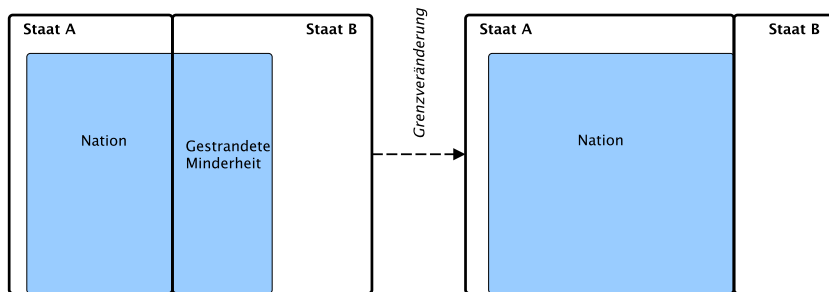 Staat A
Staat B
Nation
Gestrandete
Minderheit
Grenzveränderung
Staat A
Staat B
Nation